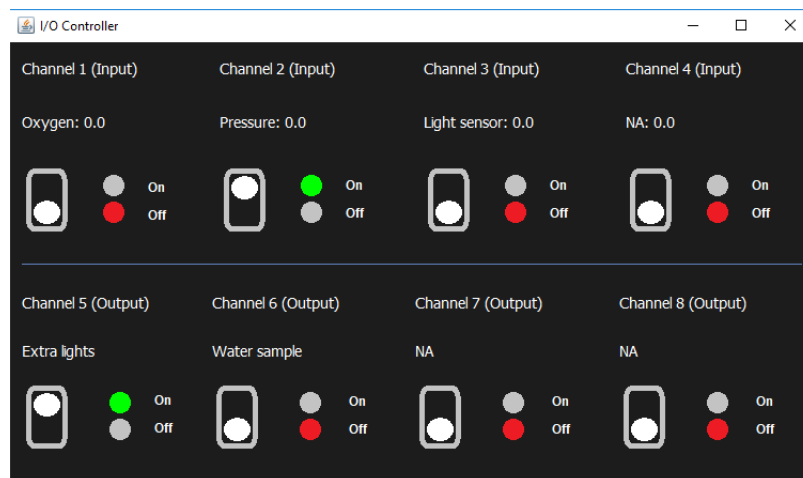 I/O Controller
Channel 1 (Input) Channel 2 (Input) Channel 3 (Input) Channel 4 (Input)
Oxygen: 0.0 Pressure: 0.0 Light sensor: 0.0 NA: 0.0
On On On On
Off Off Off Off
Channel 5 (Output) Channel 6 (Output) Channel 7 (Output) Channel 8 (Output)
Extra lights Water sample NA NA
On On On On
Off Off Off Off